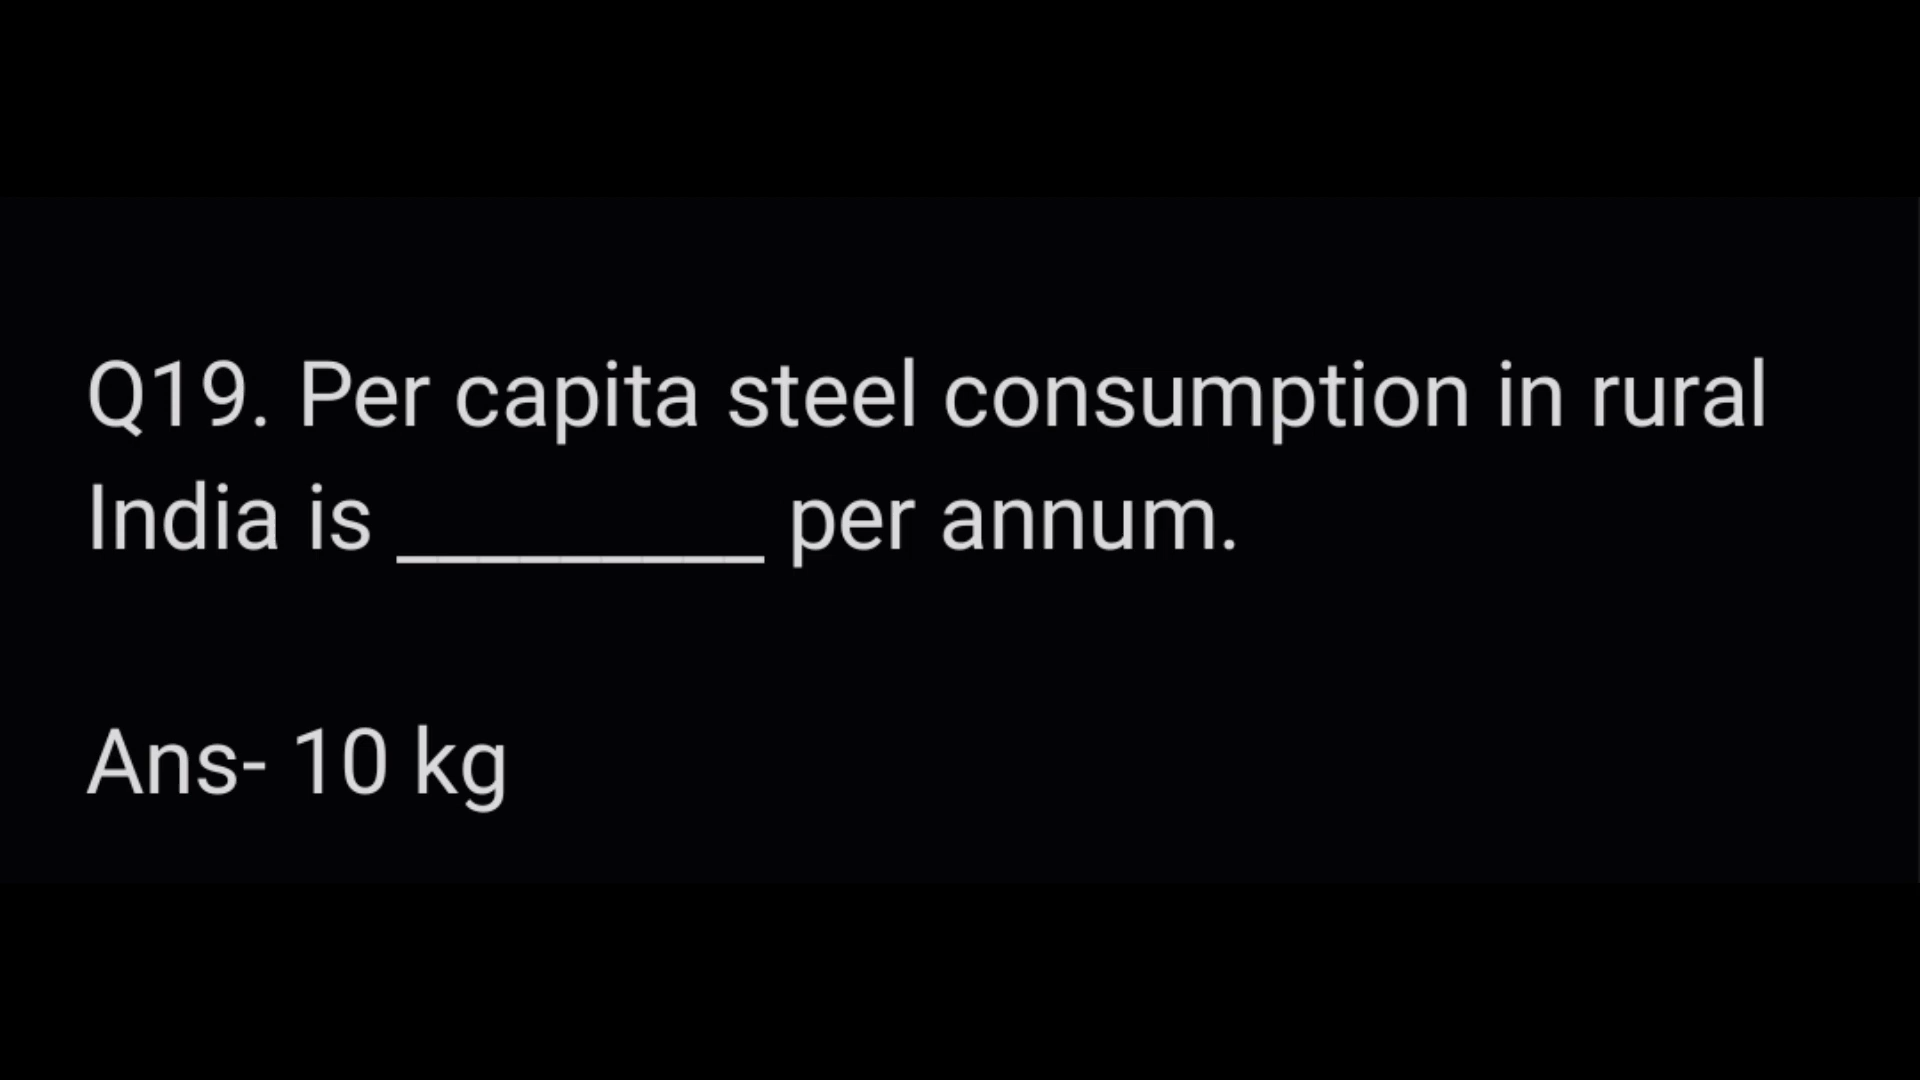 Q19. Per capita steel consumption in rural
India is _________ per annum.
Ans- 10 kg